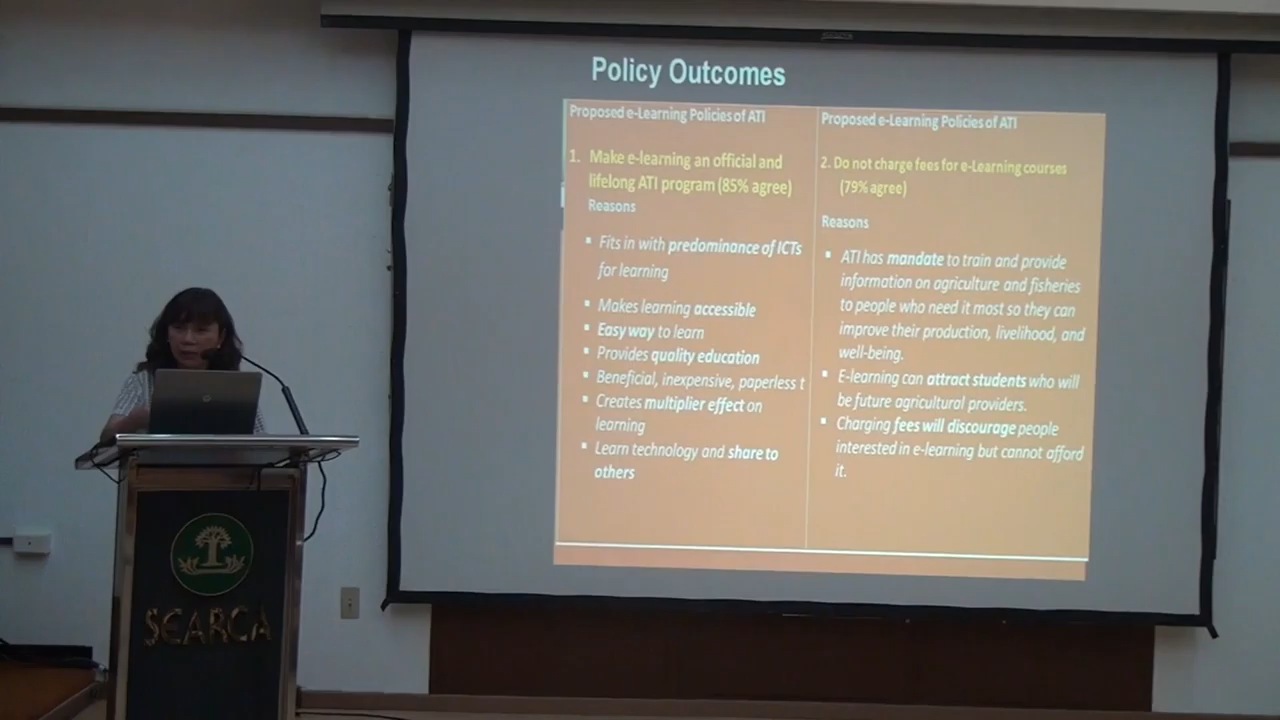 Policy Outcomes
Proposed e-Learning Policies of ATI
1. Make e-learning an official and
lifelong ATI program (85% agree)
Reasons
▪ Fits in with predominance of ICTs
for learning
▪ Makes learning accessible
▪ Easy way to learn
▪ Provides quality education
▪ Beneficial, inexpensive, paperless t
▪ Creates multiplier effect on
learning
▪ Learn technology and share to
others
Proposed e-Learning Policies of ATI
2. Do not charge fees for e-Learning courses
(79% agree)
Reasons
▪ ATI has mandate to train and provide
information on agriculture and fisheries
to people who need it most so they can
improve their production, livelihood, and
well-being.
▪ E-learning can attract students who will
be future agricultural providers.
▪ Charging fees will discourage people
interested in e-learning but cannot afford
it.
SEARCA